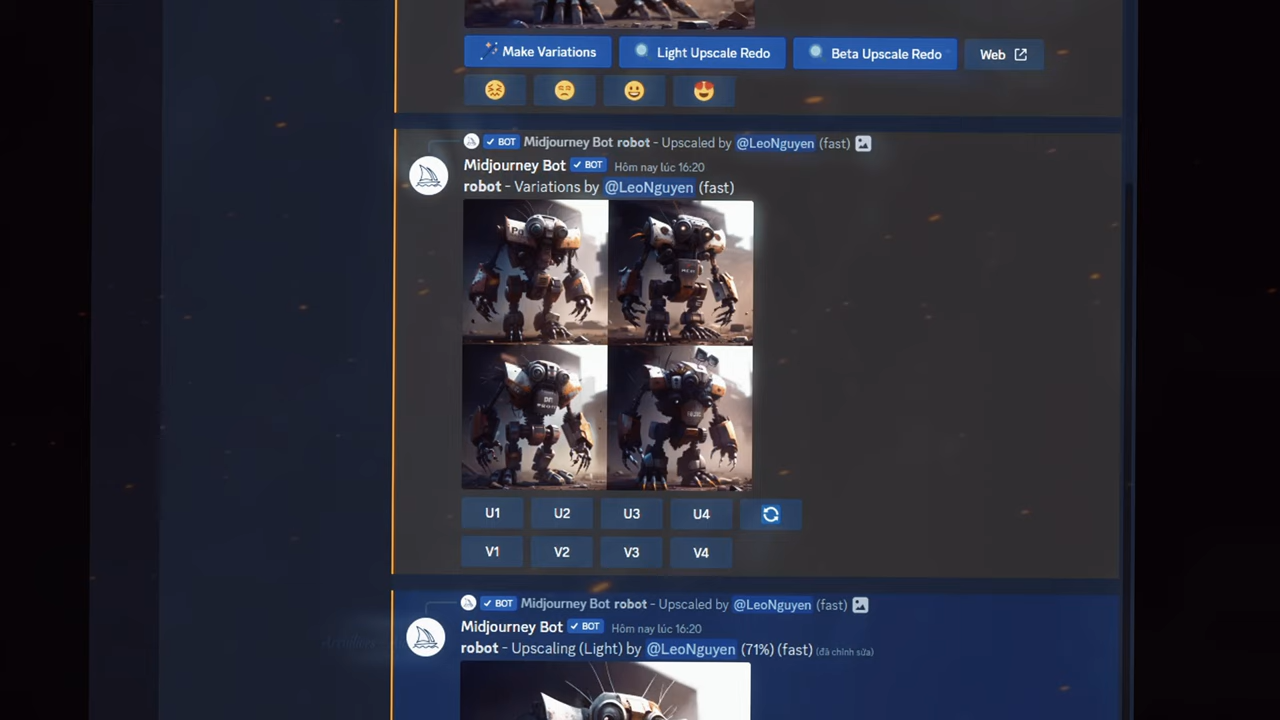 Make Variations Light Upscale Redo Beta Upscale Redo Web
BOT Midjourney Bot robot - Upscaled by @LeoNguyen (fast)
Midjourney Bot BOT Hôm nay lúc 16:20
robot - Variations by @LeoNguyen (fast)
U1 U2 U3 U4
V1 V2 V3 V4
BOT Midjourney Bot robot - Upscaled by @LeoNguyen (fast)
Midjourney Bot BOT Hôm nay lúc 16:20
robot - Upscaling (Light) by @LeoNguyen (71%) (fast) (đã chỉnh sửa)